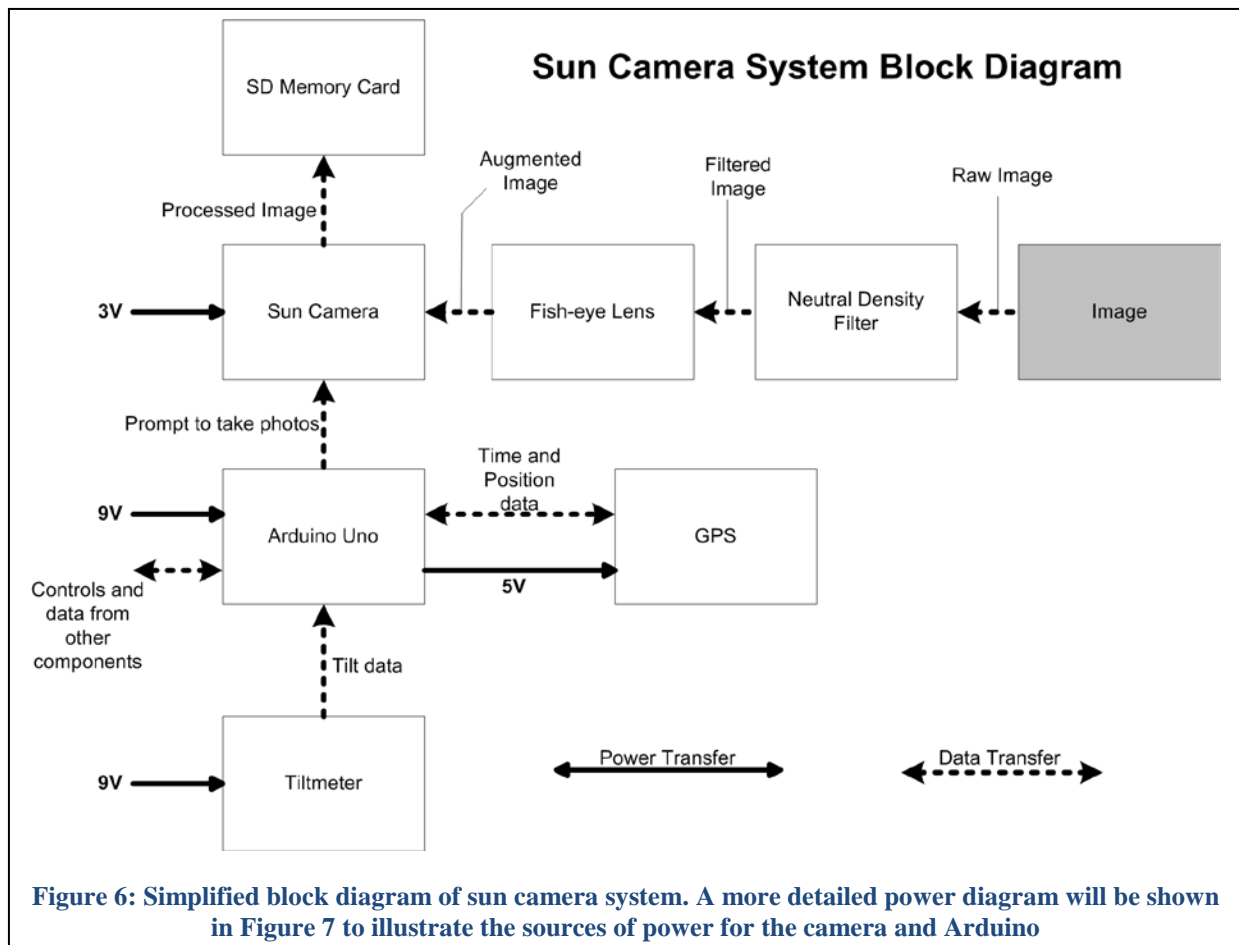 Sun Camera System Block Diagram
SD Memory Card
Augmented
Image
Filtered
Image
Raw Image
Processed Image
3V
Sun Camera
Fish-eye Lens
Neutral Density
Filter
Image
Prompt to take photos
Time and
Position
data
9V
Arduino Uno
GPS
5V
Controls and
data from
other
components
Tilt data
9V
Tiltmeter
Power Transfer
Data Transfer
Figure 6: Simplified block diagram of sun camera system. A more detailed power diagram will be shown
in Figure 7 to illustrate the sources of power for the camera and Arduino